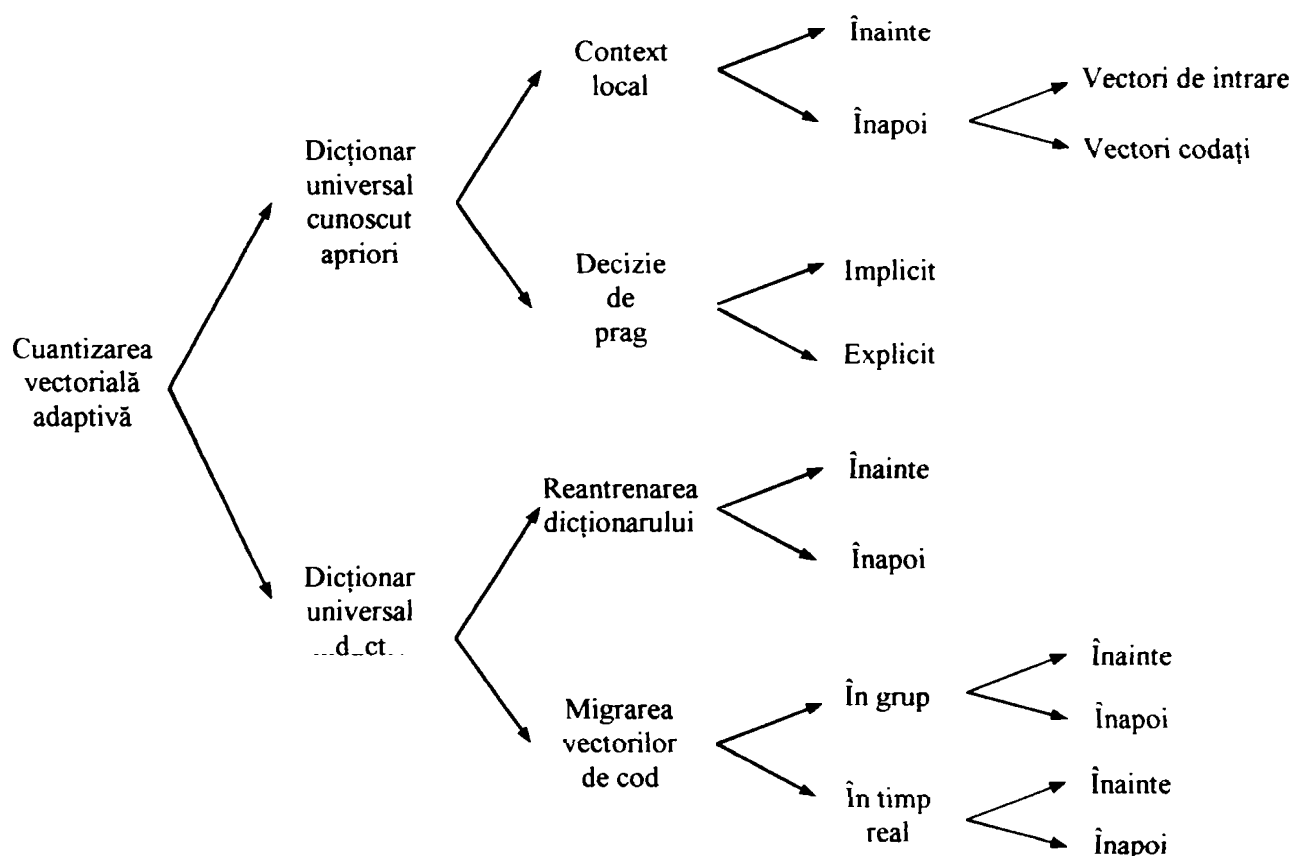 Cuantizarea
vectorială
adaptivă
Dicționar
universal
cunoscut
apriori
Dicționar
universal
Context
local
Decizie
de
prag
Reantrenarea
dicționarului
Migrarea
vectorilor
de cod
Înainte
Înapoi
Implicit
Explicit
Înainte
Înapoi
În grup
În timp
real
Vectori de intrare
Vectori codați
Înainte
Înapoi
Înainte
Înapoi